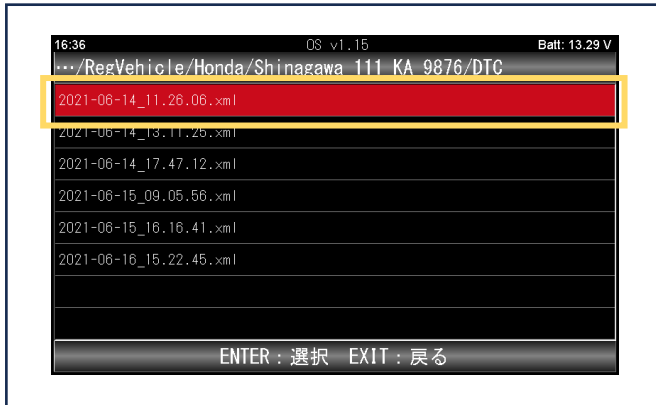 16:36 OS v1.15 Batt: 13.29 V
…/RegVehicle/Honda/Shinagawa 111 KA 9876/DTC
2021-06-14_11.26.06.xml
2021-06-14_13.11.25.xml
2021-06-14_17.47.12.xml
2021-06-15_09.05.56.xml
2021-06-15_16.16.41.xml
2021-06-16_15.22.45.xml
ENTER：選択 EXIT：戻る